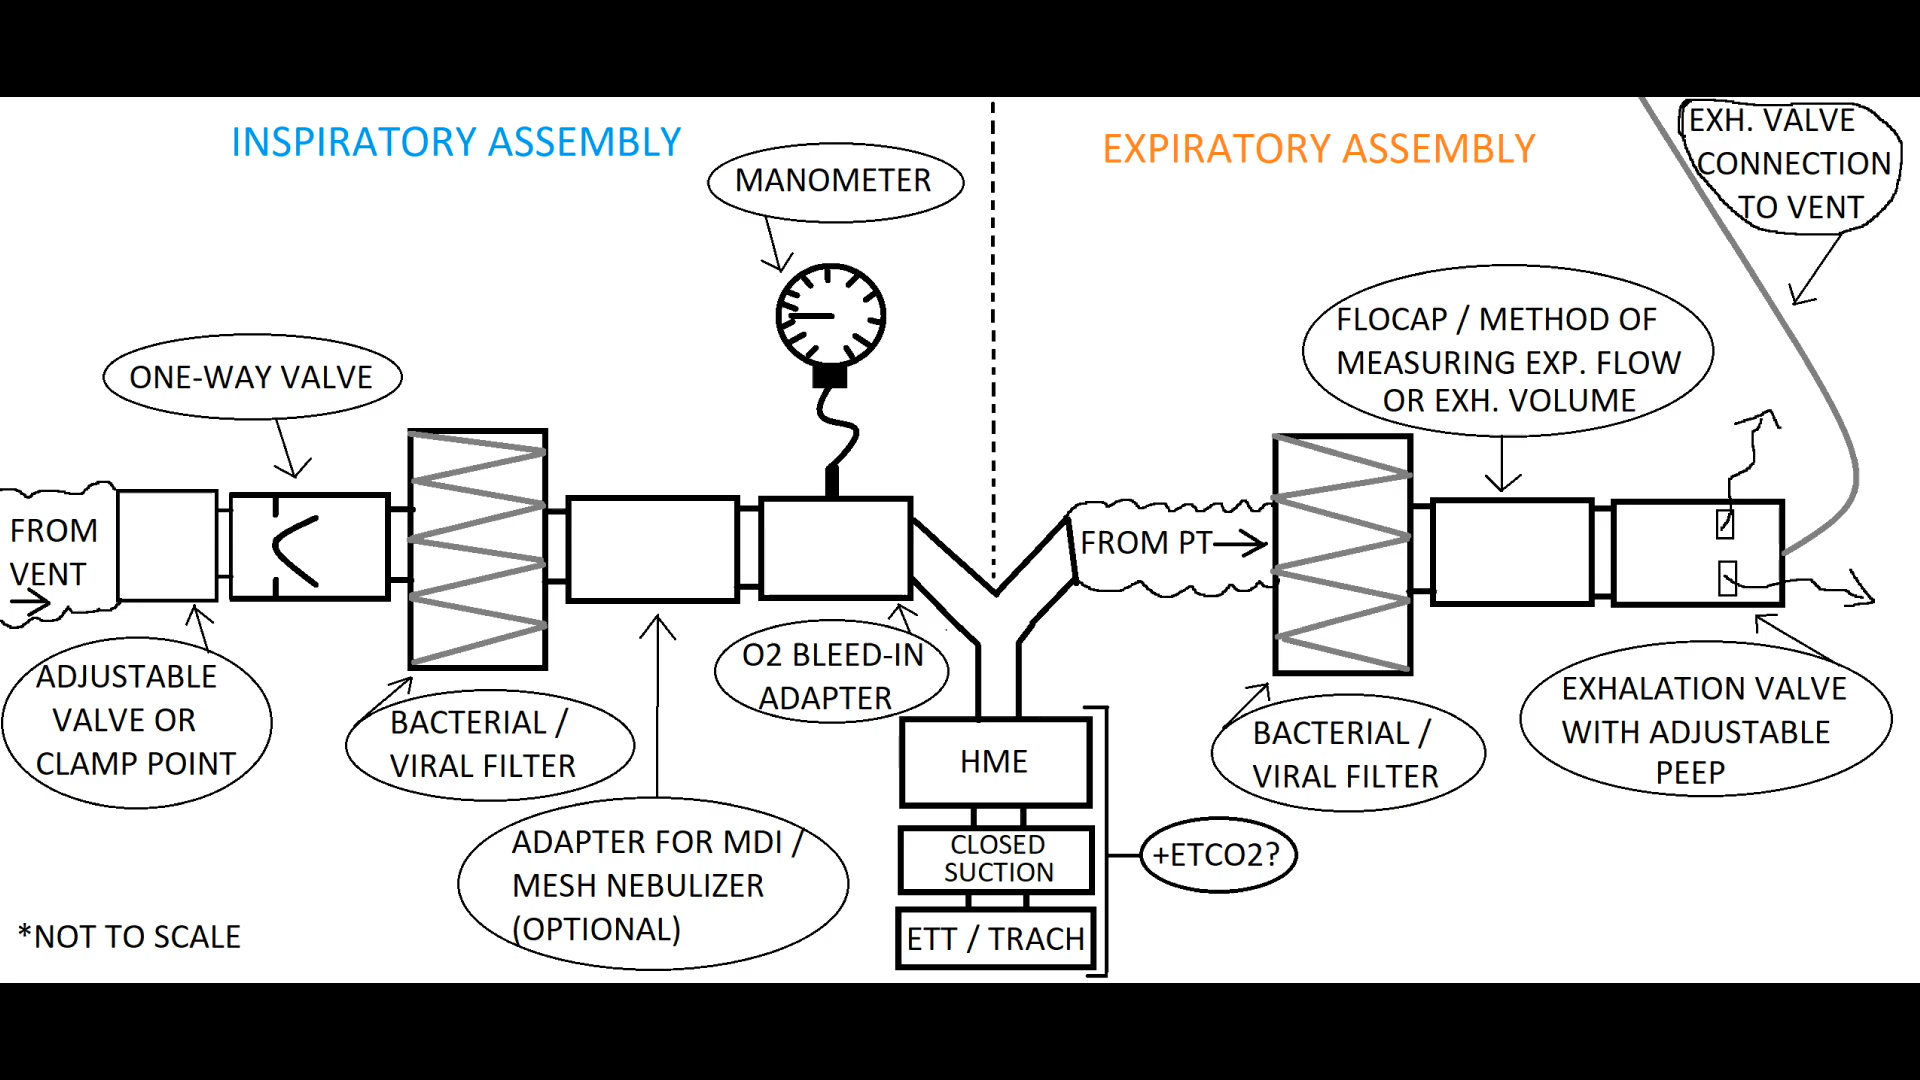 INSPIRATORY ASSEMBLY
EXPIRATORY ASSEMBLY
EXH. VALVE
CONNECTION
TO VENT
MANOMETER
ONE-WAY VALVE
FLOCAP / METHOD OF
MEASURING EXP. FLOW
OR EXH. VOLUME
FROM
VENT
FROM PT
ADJUSTABLE
VALVE OR
CLAMP POINT
BACTERIAL /
VIRAL FILTER
ADAPTER FOR MDI /
MESH NEBULIZER
(OPTIONAL)
O2 BLEED-IN
ADAPTER
HME
CLOSED
SUCTION
ETT / TRACH
+ETCO2?
BACTERIAL /
VIRAL FILTER
EXHALATION VALVE
WITH ADJUSTABLE
PEEP
*NOT TO SCALE